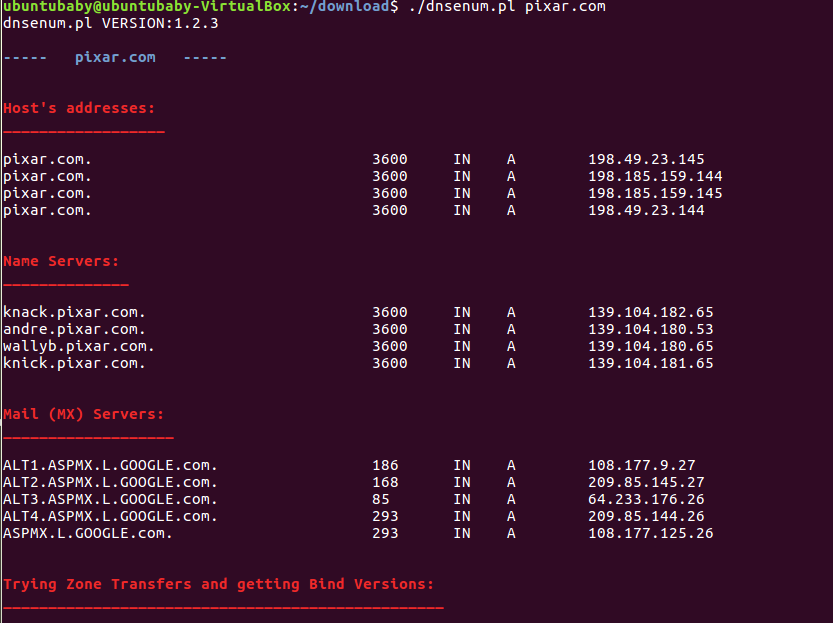 ubuntubaby@ubuntubaby-VirtualBox:~/download$ ./dnsenum.pl pixar.com
dnsenum.pl VERSION:1.2.3
----- pixar.com -----
Host's addresses:
__________________
pixar.com. 3600 IN A 198.49.23.145
pixar.com. 3600 IN A 198.185.159.144
pixar.com. 3600 IN A 198.185.159.145
pixar.com. 3600 IN A 198.49.23.144
Name Servers:
______________
knack.pixar.com. 3600 IN A 139.104.182.65
andre.pixar.com. 3600 IN A 139.104.180.53
wallyb.pixar.com. 3600 IN A 139.104.180.65
knick.pixar.com. 3600 IN A 139.104.181.65
Mail (MX) Servers:
___________________
ALT1.ASPMX.L.GOOGLE.com. 186 IN A 108.177.9.27
ALT2.ASPMX.L.GOOGLE.com. 168 IN A 209.85.145.27
ALT3.ASPMX.L.GOOGLE.com. 85 IN A 64.233.176.26
ALT4.ASPMX.L.GOOGLE.com. 293 IN A 209.85.144.26
ASPMX.L.GOOGLE.com. 293 IN A 108.177.125.26
Trying Zone Transfers and getting Bind Versions:
_________________________________________________